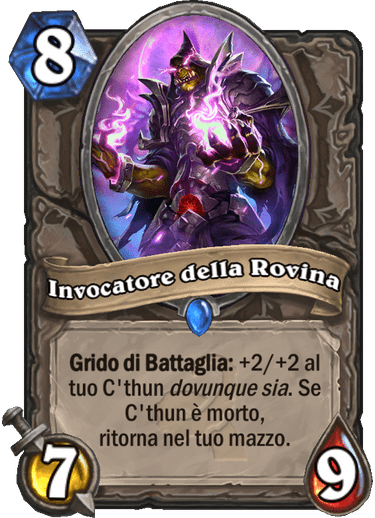 8
Invocatore della Rovina
Grido di Battaglia: +2/+2 al
tuo C'thun dovunque sia. Se
C'thun è morto,
ritorna nel tuo mazzo.
7
9